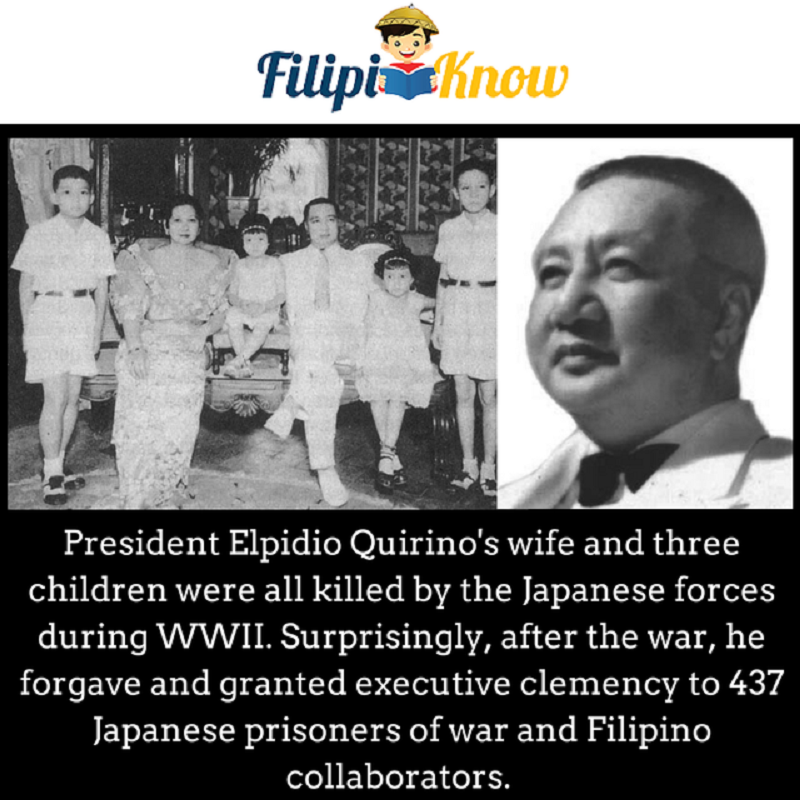 FilipiKnow
President Elpidio Quirino's wife and three
children were all killed by the Japanese forces
during WWII. Surprisingly, after the war, he
forgave and granted executive clemency to 437
Japanese prisoners of war and Filipino
collaborators.